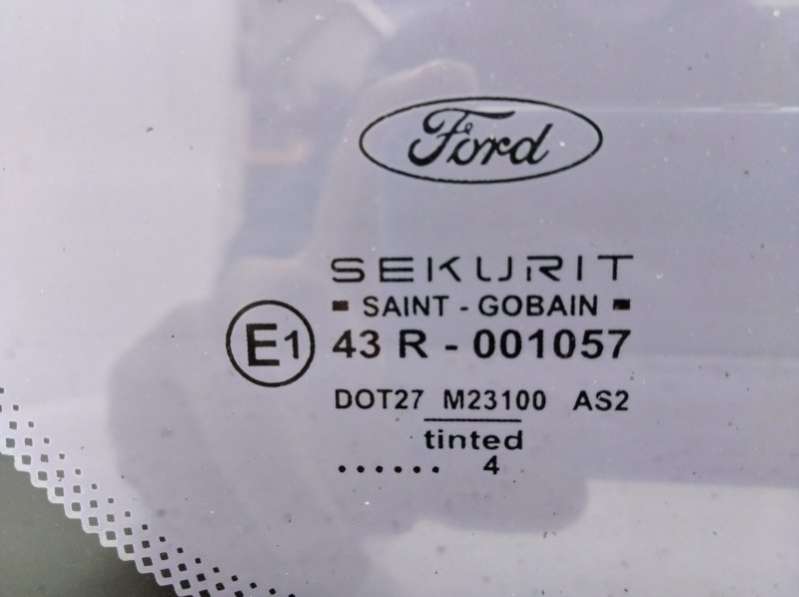 Ford
SEKURIT
SAINT - GOBAIN
E1 43 R - 001057
DOT27 M23100 AS2
tinted
...... 4